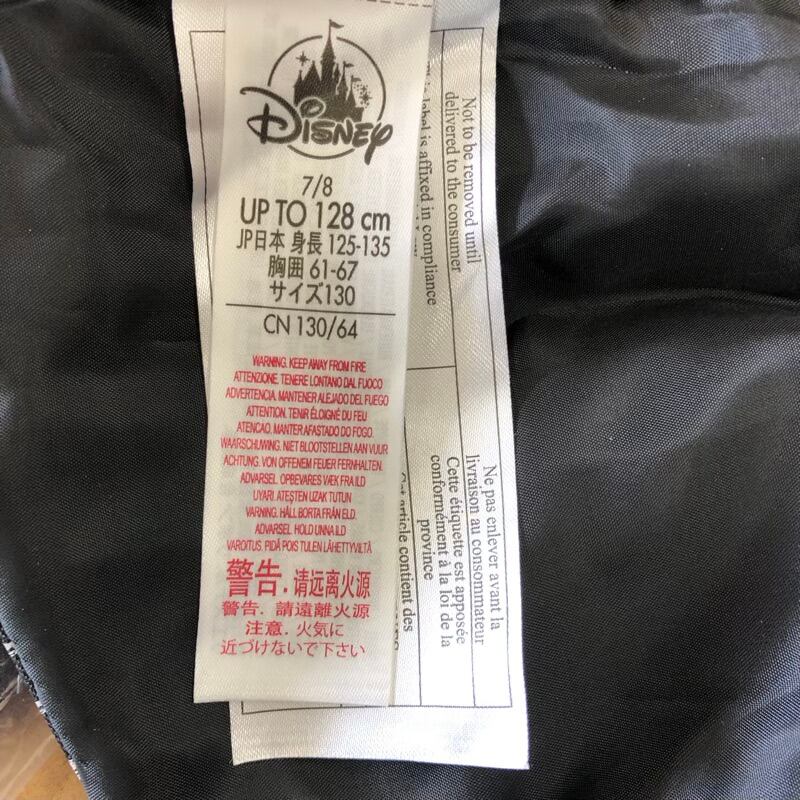 Disney
7/8
UP TO 128 cm
JP日本 身長 125-135
胸囲 61-67
サイズ130
CN 130/64
WARNING. KEEP AWAY FROM FIRE
ATTENZIONE. TENERE LONTANO DAL FUOCO
ADVERTENCIA. MANTENER ALEJADO DEL FUEGO
ATTENTION. TENIR ÉLOIGNÉ DU FEU
ATENCAO. MANTER AFASTADO DO FOGO.
WAARSCHUWING. NIET BLOOTSTELLEN AAN VUUR
ACHTUNG. VON OFFENEM FEUER FERNHALTEN.
ADVARSEL. OPBEVARES VÆK FRA ILD
UYARI. ATEŞTEN UZAK TUTUN
VARNING. HÅLL BORTA FRÅN ELD.
ADVARSEL. HOLD UNNA ILD
VAROITUS. PIDÄ POIS TULEN LÄHETTYVILTÄ
警告.请远离火源
警告. 請遠離火源
注意. 火気に
近づけないで下さい
Not to be removed until
delivered to the consumer
label is affixed in compliance
Ne pas enlever avant la
livraison au consommateur
Cette étiquette est apposée
conformément à la loi de la
province
Cet article contient des